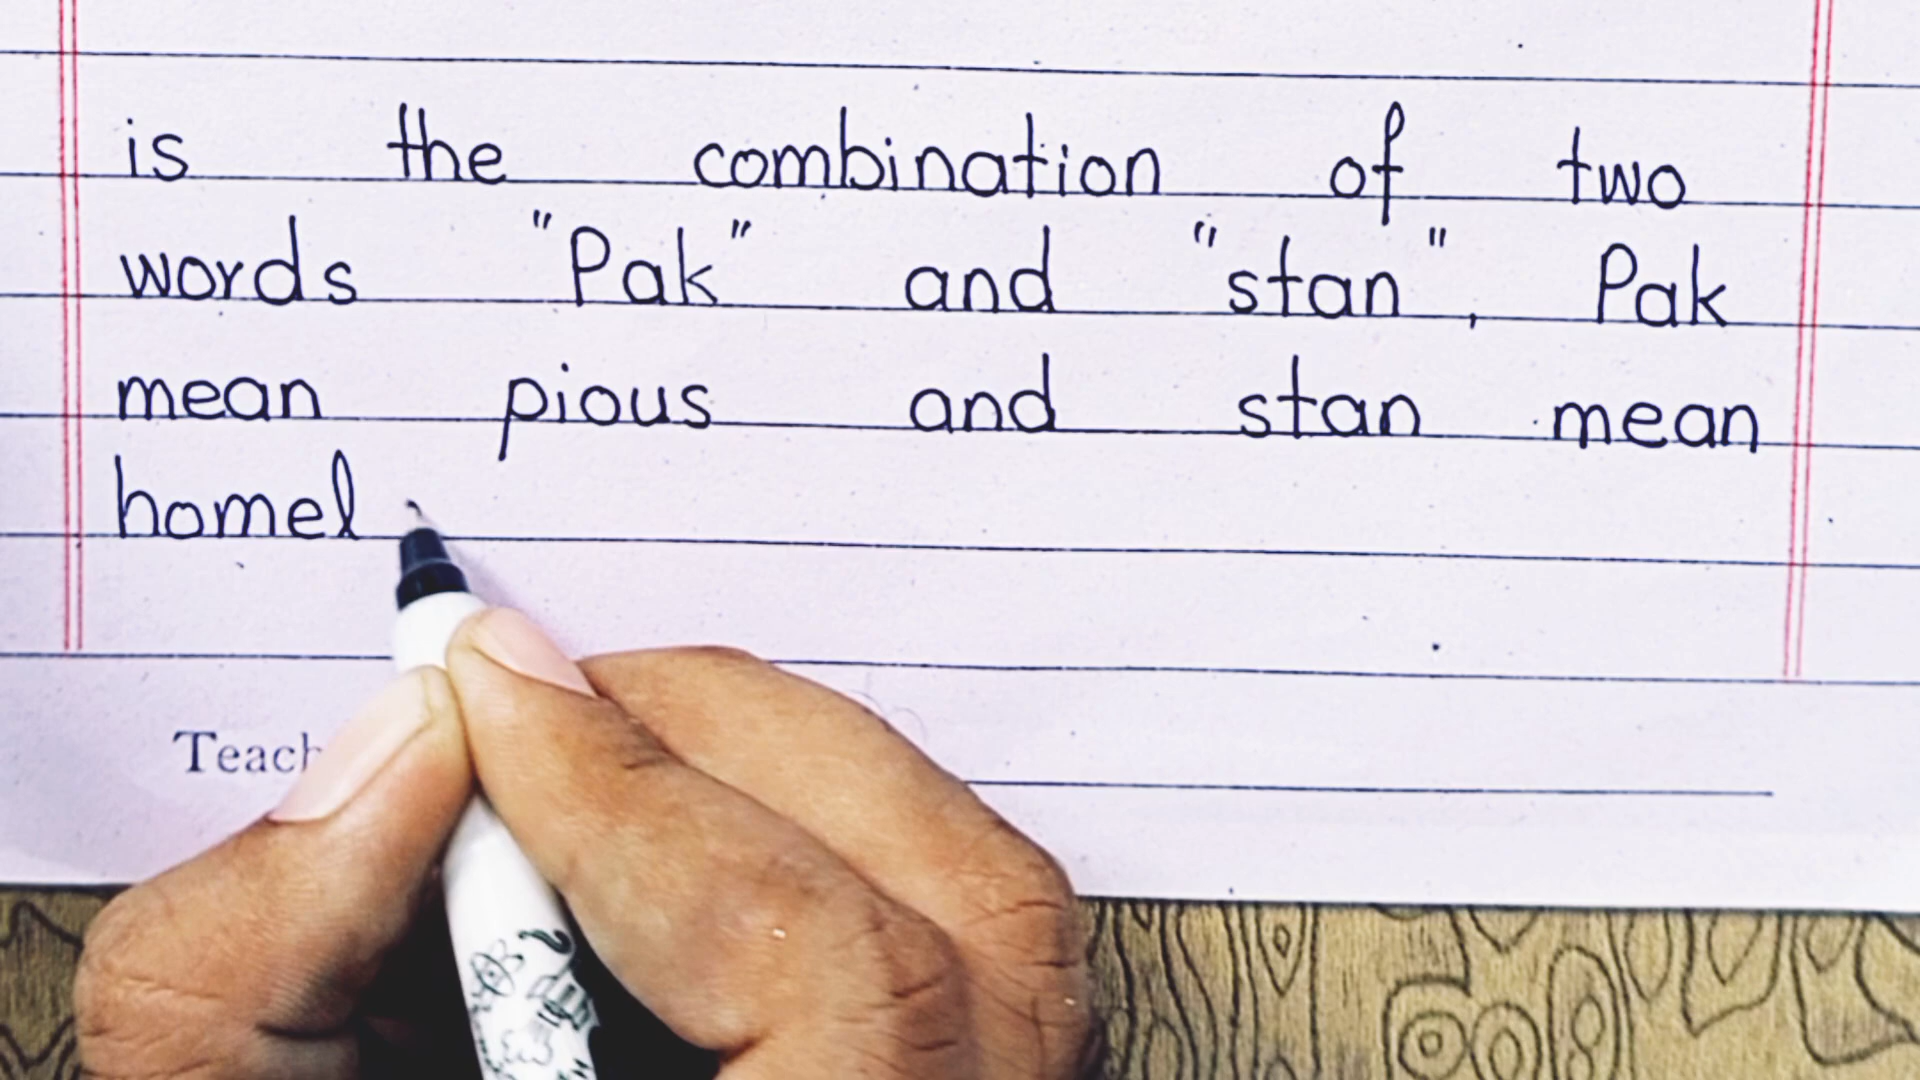 is the combination of two
words "Pak" and "stan", Pak
mean pious and stan mean
homel
Teach